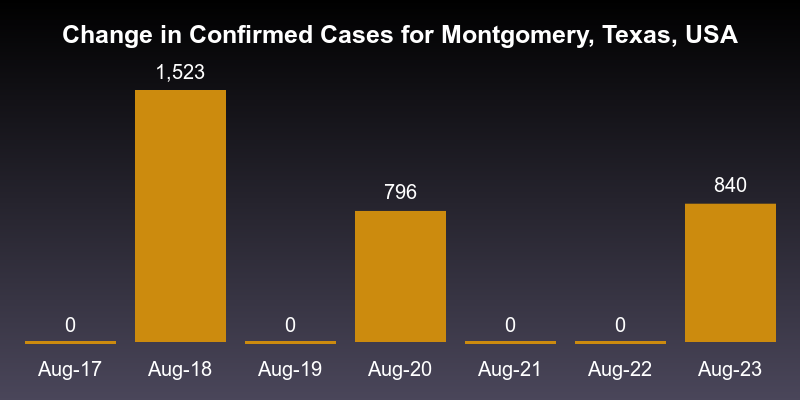 Change in Confirmed Cases for Montgomery, Texas, USA
1,523
796
840
0
0
0
0
Aug-17
Aug-18
Aug-19
Aug-20
Aug-21
Aug-22
Aug-23